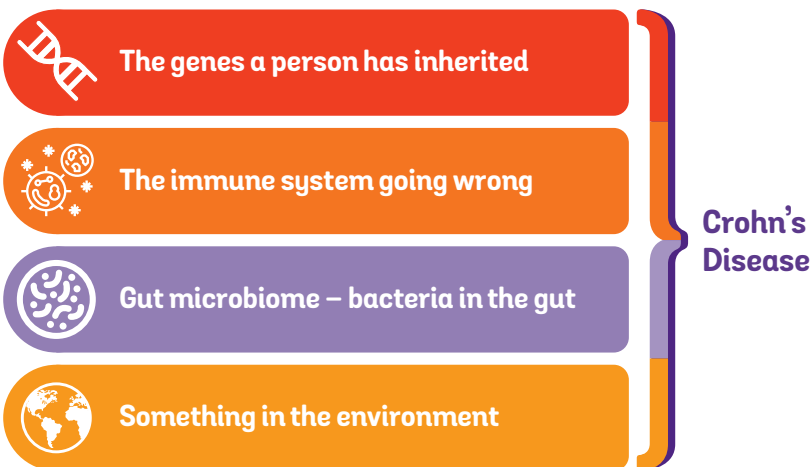 The genes a person has inherited
The immune system going wrong
Gut microbiome – bacteria in the gut
Something in the environment
Crohn’s
Disease